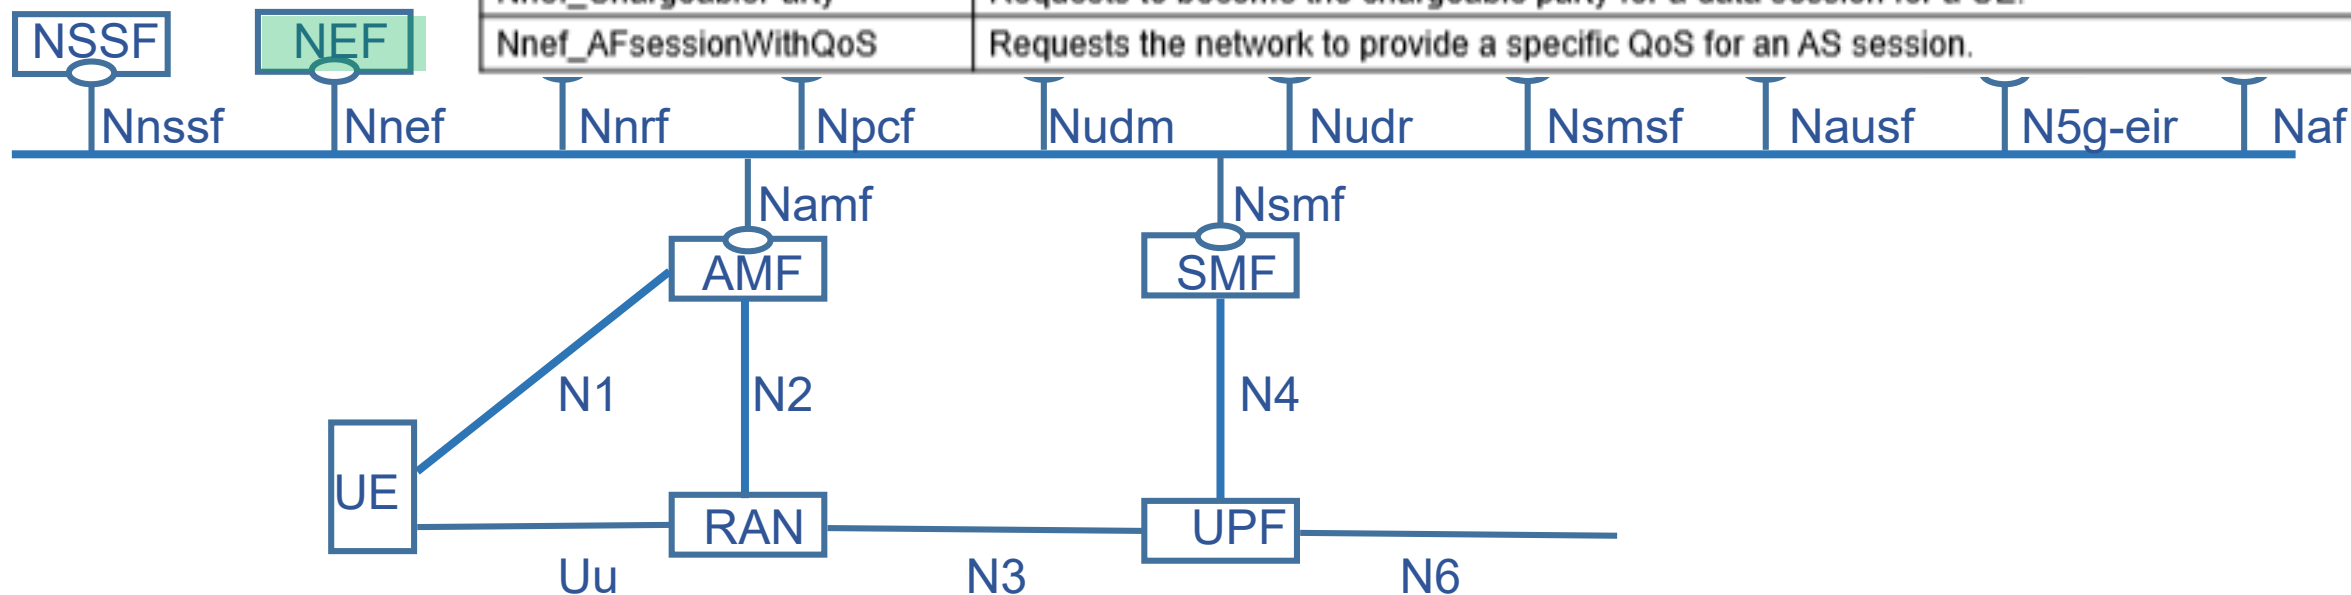 NSSF
NEF
Nnef_AFsessionWithQoS
Requests the network to provide a specific QoS for an AS session.
Nnssf
Nnef
Nnrf
Npcf
Nudm
Nudr
Nsmsf
Nausf
N5g-eir
Naf
Namf
Nsmf
AMF
SMF
N1
N2
N4
UE
RAN
UPF
Uu
N3
N6